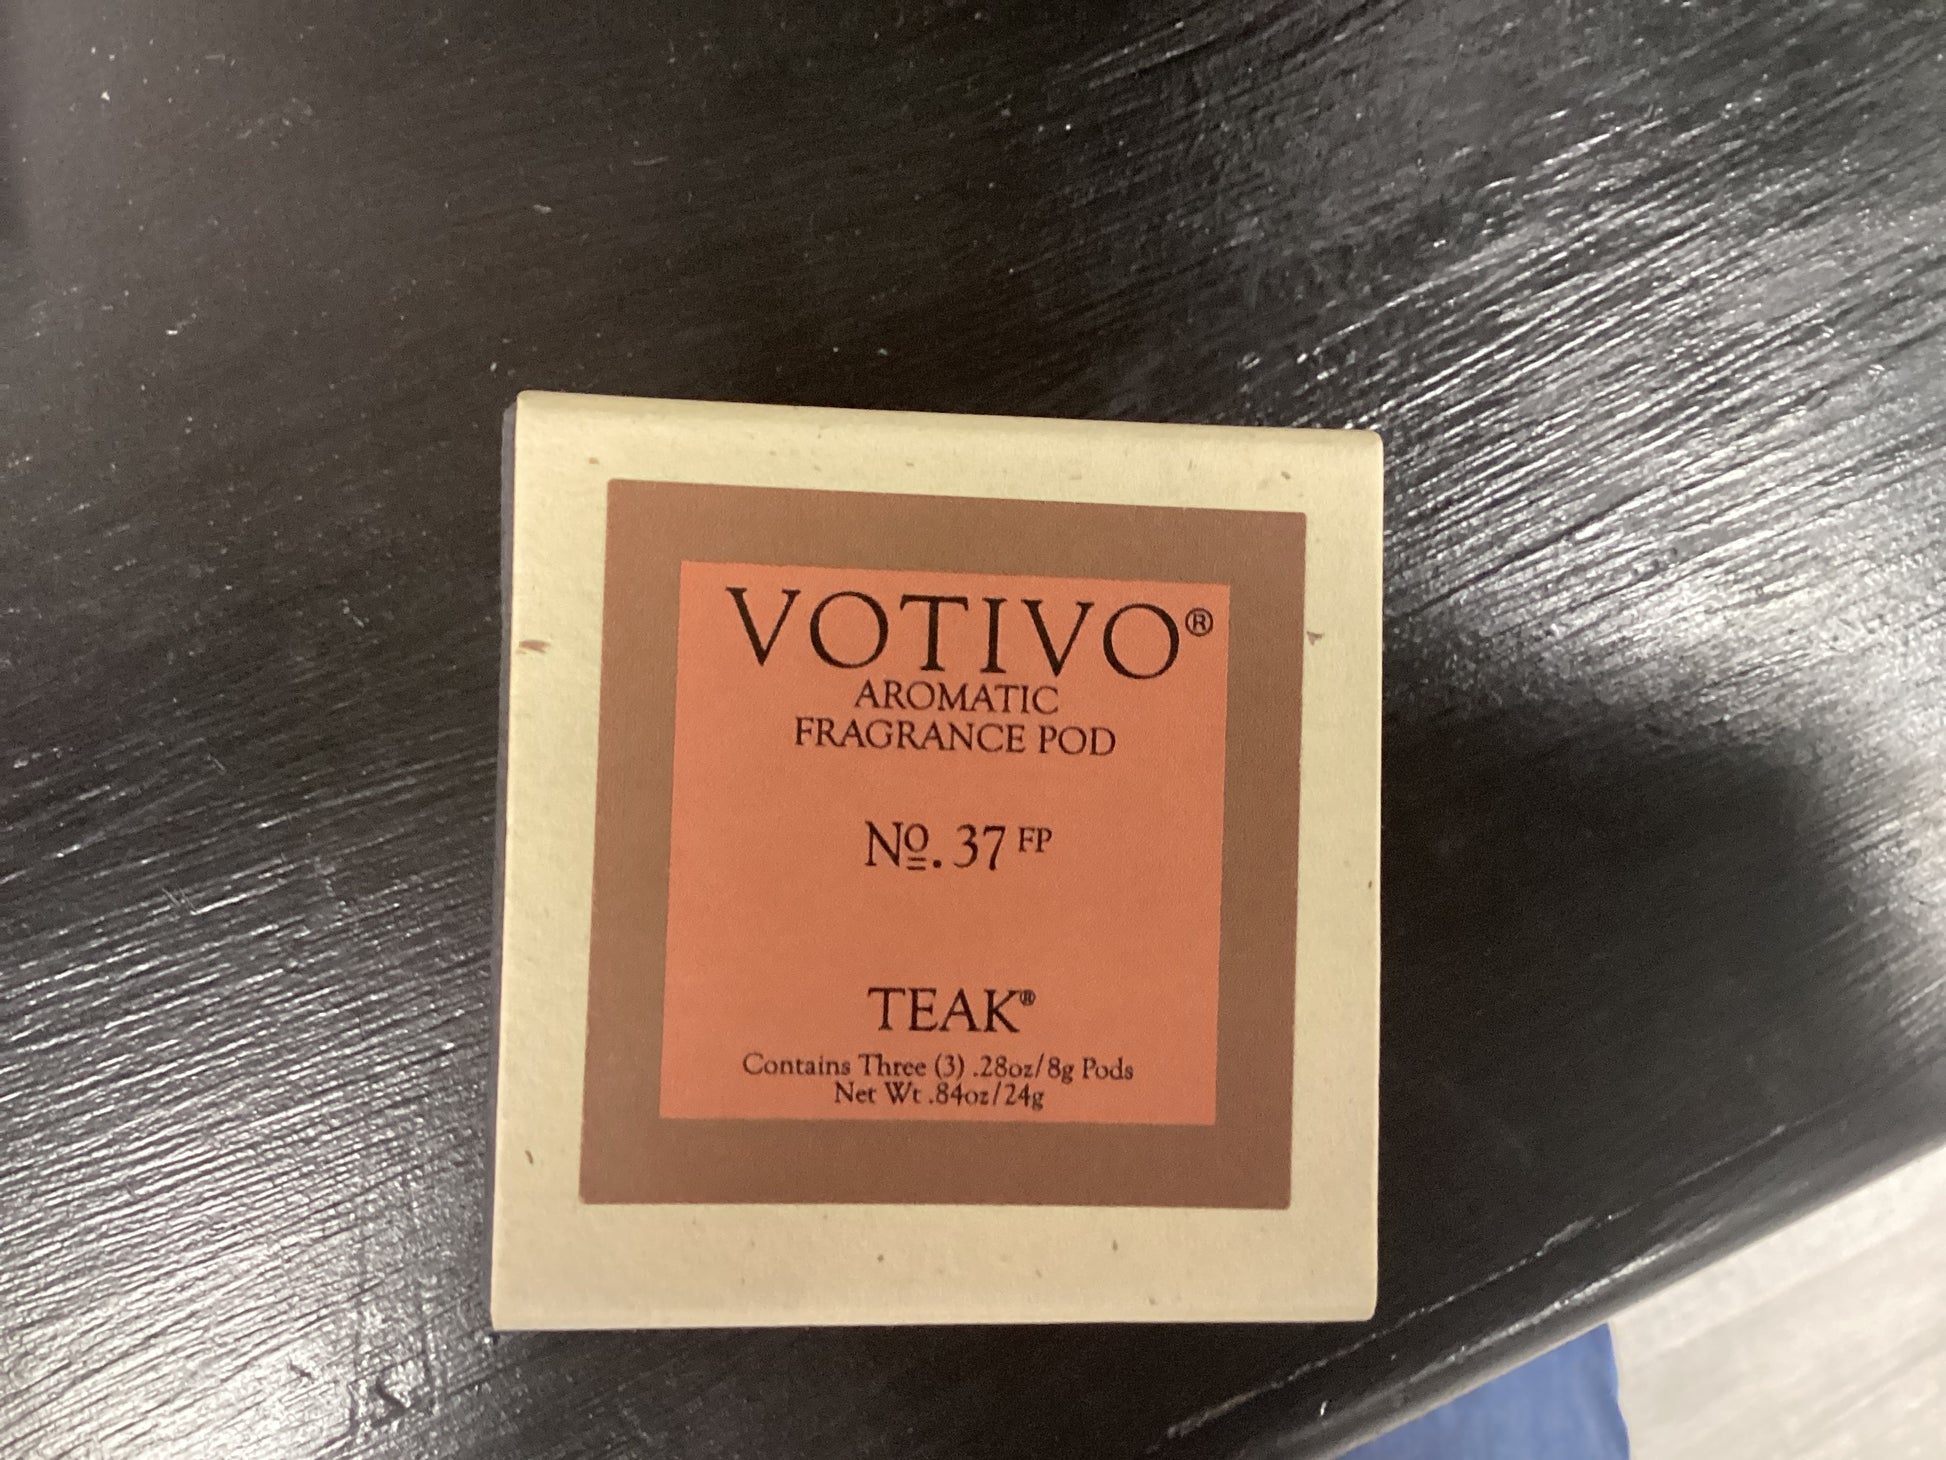 VOTIVO®
AROMATIC
FRAGRANCE POD
Nº. 37 FP
TEAK®
Contains Three (3) .28oz/8g Pods
Net Wt .84oz/24g